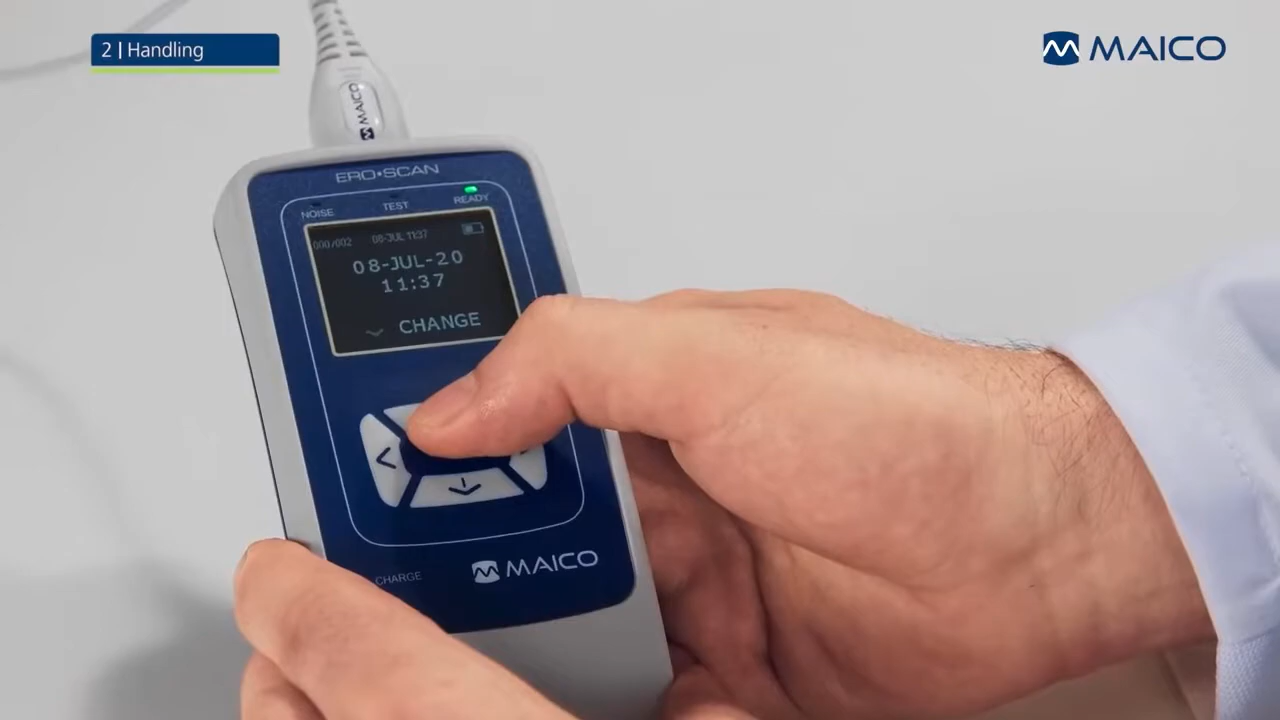 2 | Handling
MAICO
MAICO
ERO•SCAN
NOISE TEST READY
000/002 08-JUL 11:37
08-JUL-20
11:37
CHANGE
CHARGE
MAICO